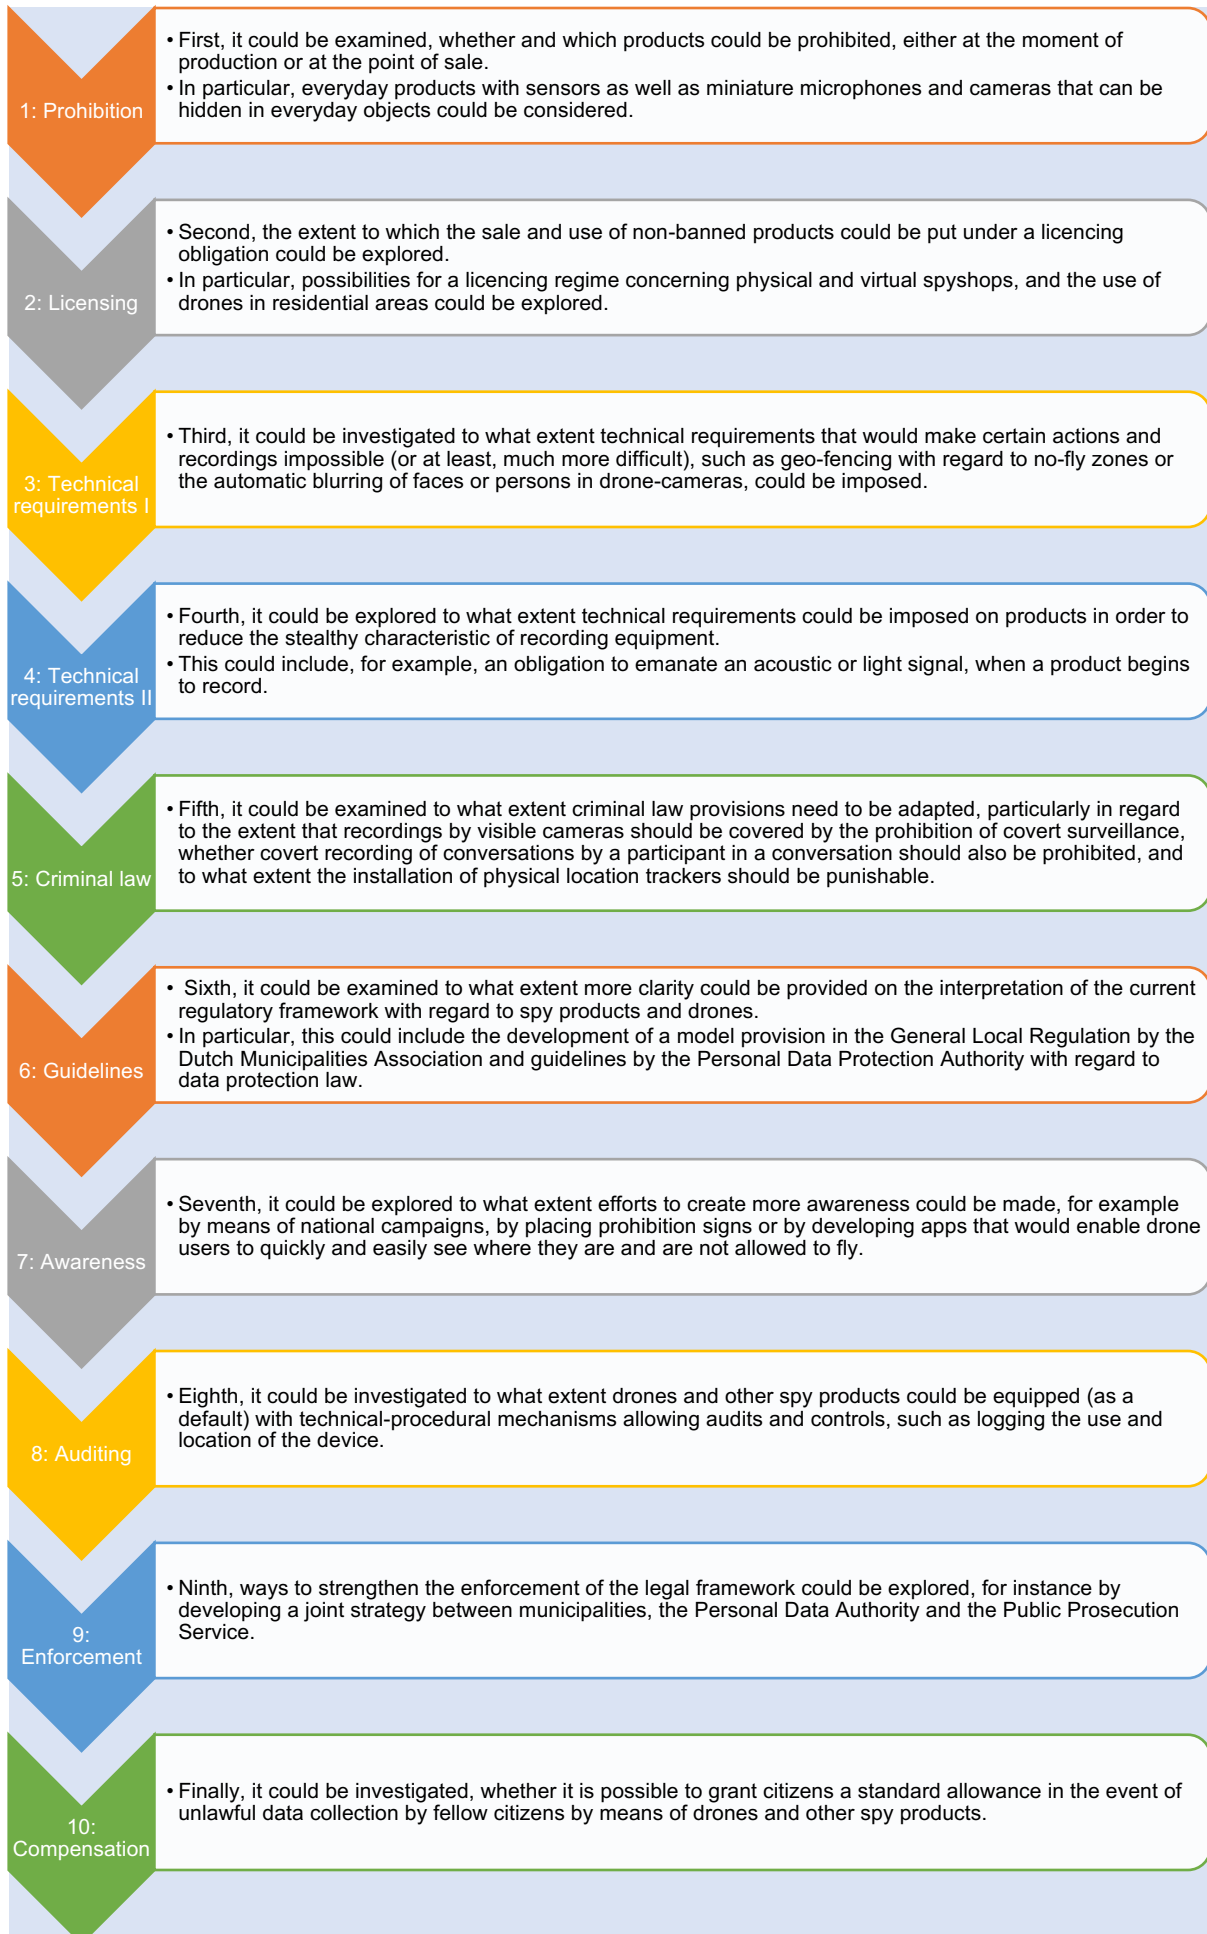 1: Prohibition
• First, it could be examined, whether and which products could be prohibited, either at the moment of
production or at the point of sale.
• In particular, everyday products with sensors as well as miniature microphones and cameras that can be
hidden in everyday objects could be considered.
2: Licensing
• Second, the extent to which the sale and use of non-banned products could be put under a licencing
obligation could be explored.
• In particular, possibilities for a licencing regime concerning physical and virtual spyshops, and the use of
drones in residential areas could be explored.
3: Technical
requirements I
• Third, it could be investigated to what extent technical requirements that would make certain actions and
recordings impossible (or at least, much more difficult), such as geo-fencing with regard to no-fly zones or
the automatic blurring of faces or persons in drone-cameras, could be imposed.
4: Technical
requirements II
• Fourth, it could be explored to what extent technical requirements could be imposed on products in order to
reduce the stealthy characteristic of recording equipment.
• This could include, for example, an obligation to emanate an acoustic or light signal, when a product begins
to record.
5: Criminal law
• Fifth, it could be examined to what extent criminal law provisions need to be adapted, particularly in regard
to the extent that recordings by visible cameras should be covered by the prohibition of covert surveillance,
whether covert recording of conversations by a participant in a conversation should also be prohibited, and
to what extent the installation of physical location trackers should be punishable.
6: Guidelines
• Sixth, it could be examined to what extent more clarity could be provided on the interpretation of the current
regulatory framework with regard to spy products and drones.
• In particular, this could include the development of a model provision in the General Local Regulation by the
Dutch Municipalities Association and guidelines by the Personal Data Protection Authority with regard to
data protection law.
7: Awareness
• Seventh, it could be explored to what extent efforts to create more awareness could be made, for example
by means of national campaigns, by placing prohibition signs or by developing apps that would enable drone
users to quickly and easily see where they are and are not allowed to fly.
8: Auditing
• Eighth, it could be investigated to what extent drones and other spy products could be equipped (as a
default) with technical-procedural mechanisms allowing audits and controls, such as logging the use and
location of the device.
9:
Enforcement
• Ninth, ways to strengthen the enforcement of the legal framework could be explored, for instance by
developing a joint strategy between municipalities, the Personal Data Authority and the Public Prosecution
Service.
10:
Compensation
• Finally, it could be investigated, whether it is possible to grant citizens a standard allowance in the event of
unlawful data collection by fellow citizens by means of drones and other spy products.